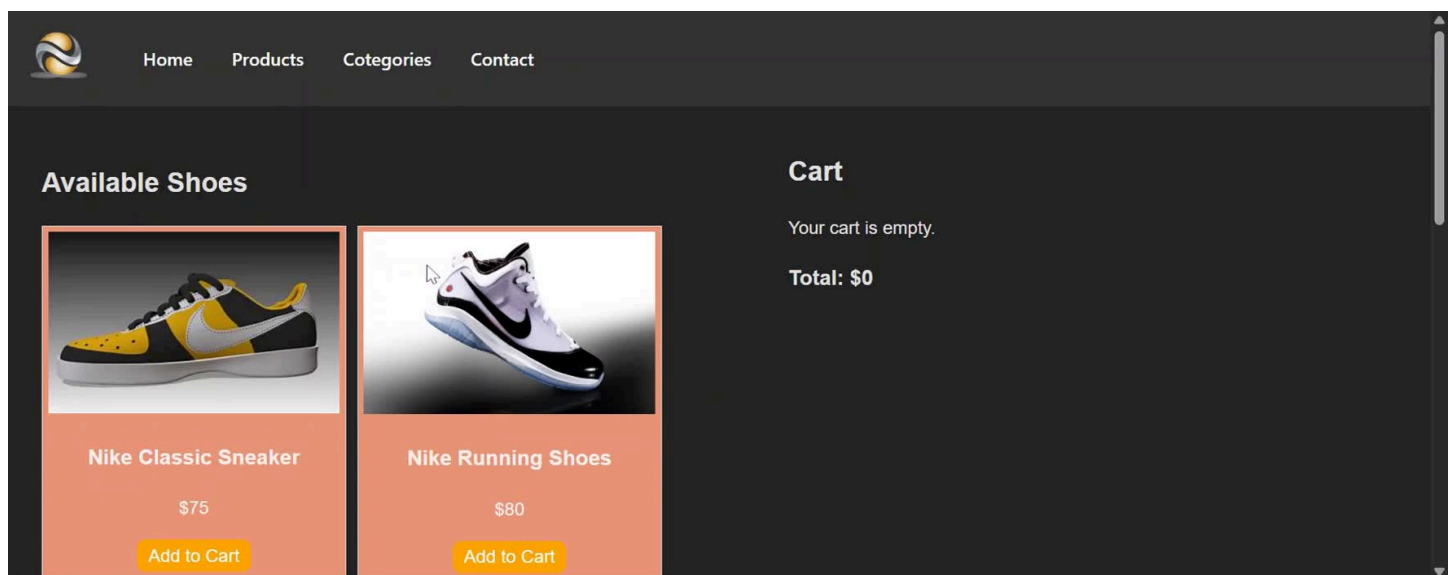 Home Products Cotegories Contact
Available Shoes
Nike Classic Sneaker
$75
Add to Cart
Nike Running Shoes
$80
Add to Cart
Cart
Your cart is empty.
Total: $0